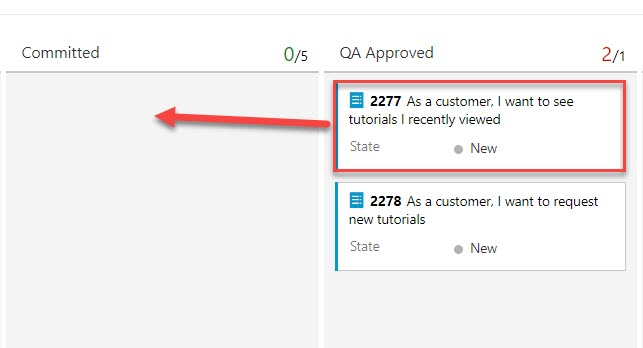 Committed 0/5
QA Approved 2/1
2277 As a customer, I want to see
tutorials I recently viewed
State New
2278 As a customer, I want to request
new tutorials
State New